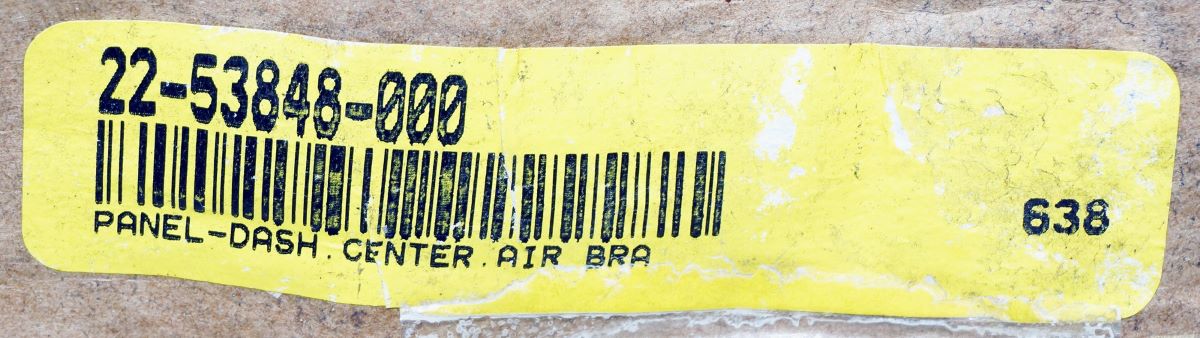 22-53848-000
PANEL-DASH.CENTER.AIR BRA
638